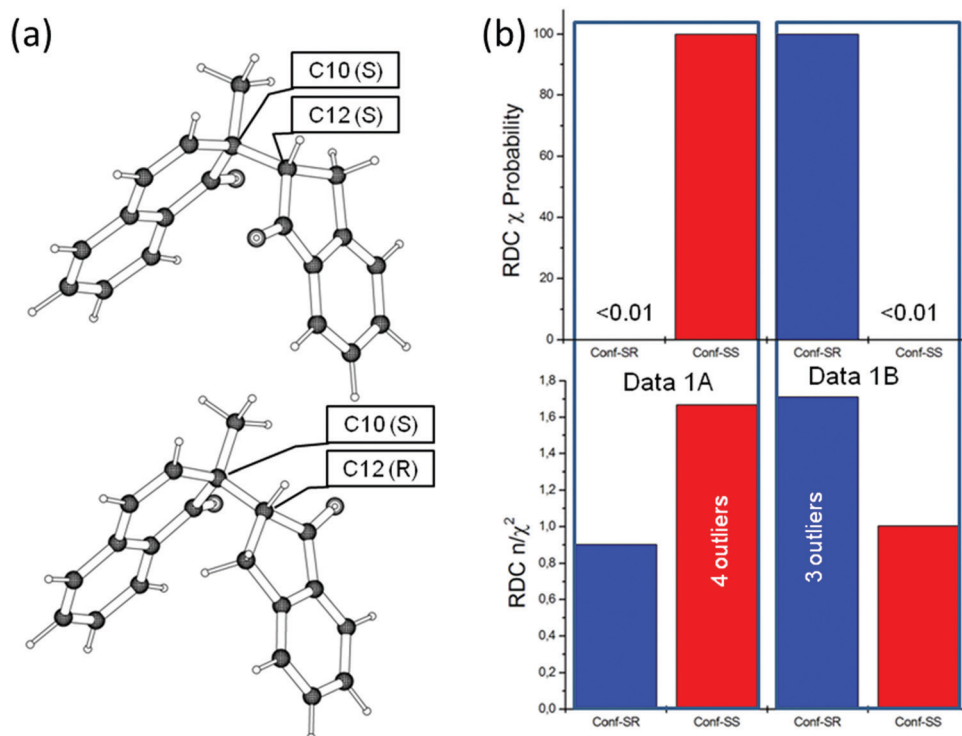 (a)
C10 (S)
C12 (S)
C10 (S)
C12 (R)
(b)
RDC χ Probability
100
80
60
40
20
0
<0.01
<0.01
Conf-SR
Conf-SS
Conf-SR
Conf-SS
Data 1A
Data 1B
RDC n/χ²
1,8
1,6
1,4
1,2
1,0
0,8
0,6
0,4
0,2
0,0
4 outliers
3 outliers
Conf-SR
Conf-SS
Conf-SR
Conf-SS